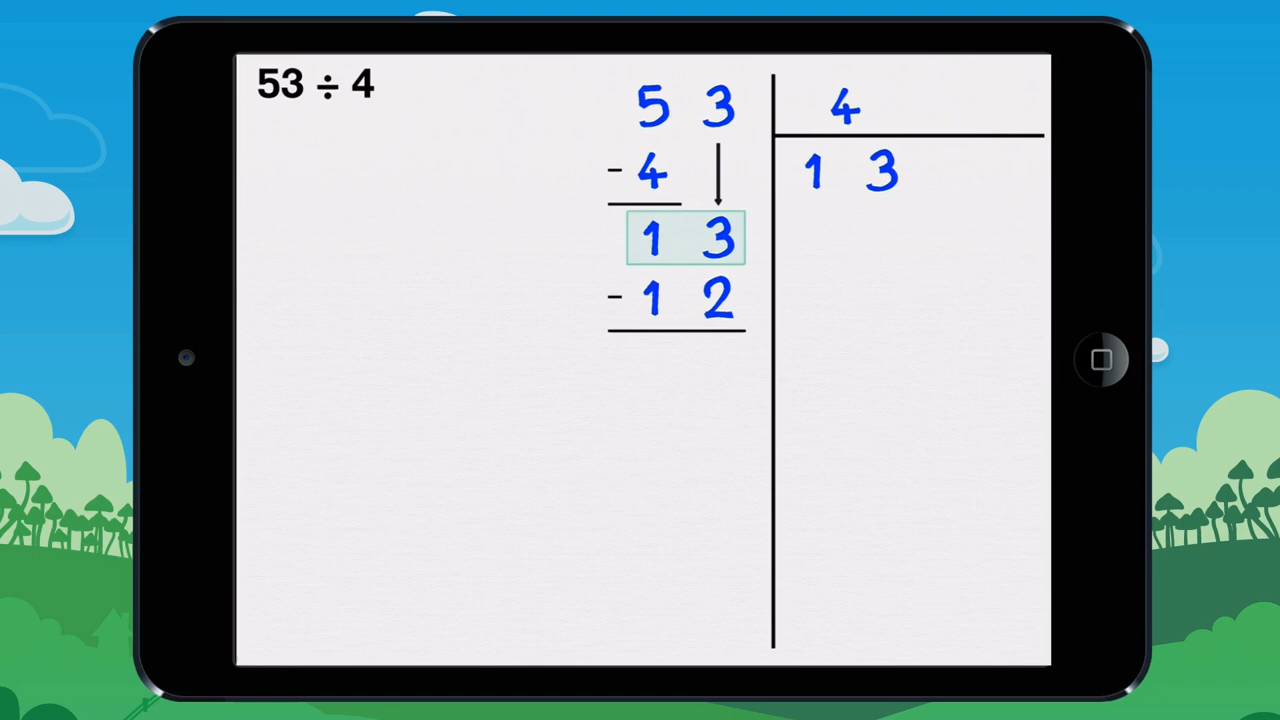 53 ÷ 4
5 3 4
- 4 1 3
1 3
- 1 2